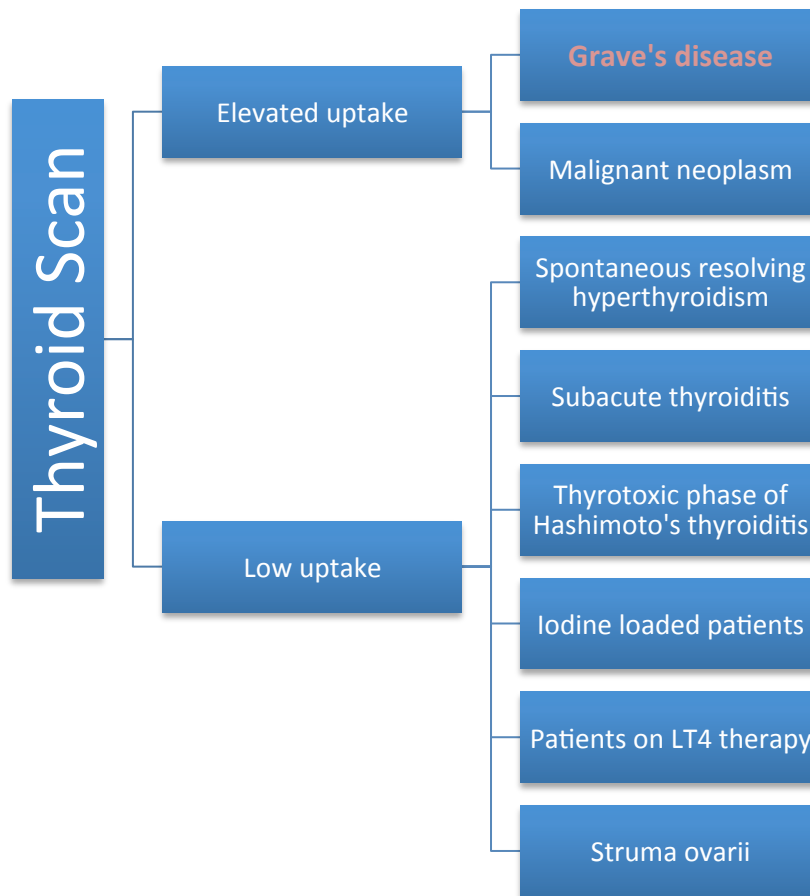 Thyroid Scan
Elevated uptake
Grave's disease
Malignant neoplasm
Low uptake
Spontaneous resolving
hyperthyroidism
Subacute thyroiditis
Thyrotoxic phase of
Hashimoto's thyroiditis
Iodine loaded patients
Patients on LT4 therapy
Struma ovarii